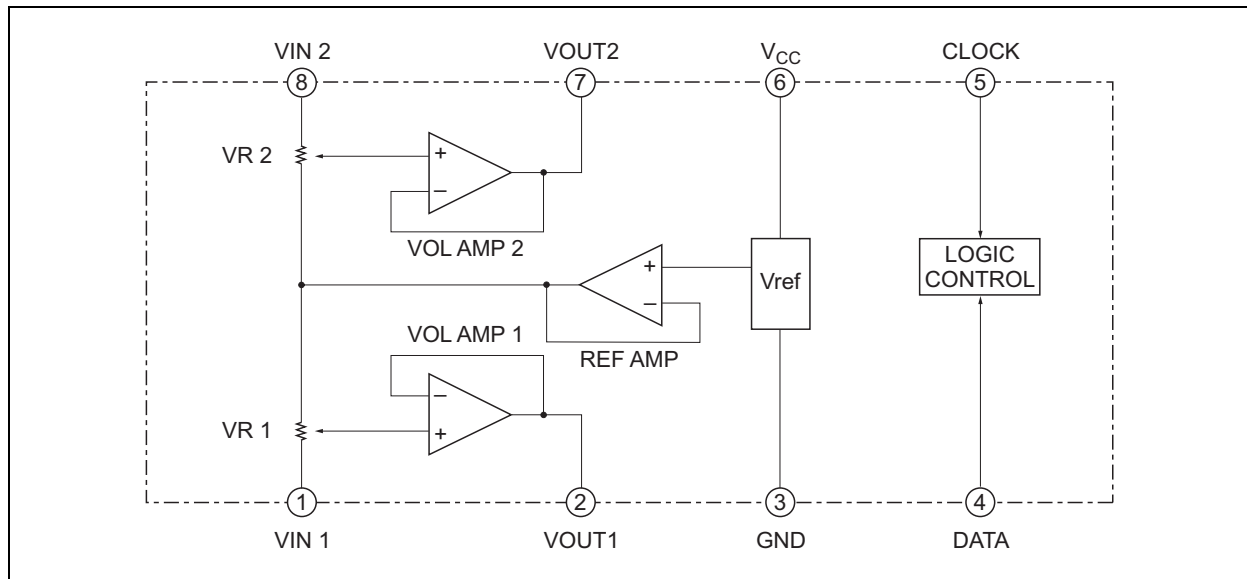 VIN 2
VOUT2
VCC
CLOCK
8
7
6
5
VR 2
+
−
VOL AMP 2
+
−
Vref
LOGIC
CONTROL
VOL AMP 1
REF AMP
−
+
VR 1
1
2
3
4
VIN 1
VOUT1
GND
DATA